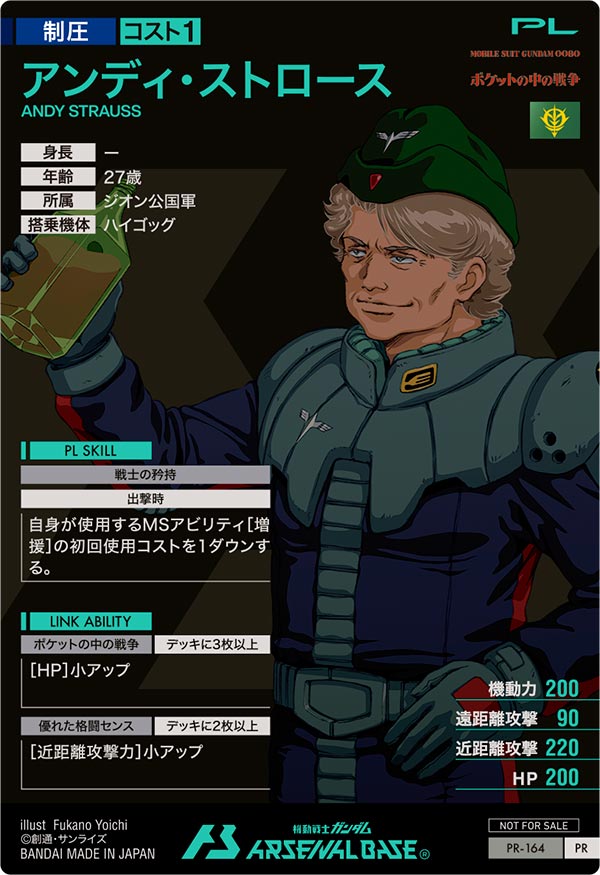 制圧 コスト1
PL
アンディ・ストロース
ANDY STRAUSS
MOBILE SUIT GUNDAM 0080
ポケットの中の戦争
身長 ー
年齢 27歳
所属 ジオン公国軍
搭乗機体 ハイゴッグ
PL SKILL
戦士の矜持
出撃時
自身が使用するMSアビリティ[増
援]の初回使用コストを1ダウンす
る。
LINK ABILITY
ポケットの中の戦争 デッキに3枚以上
[HP]小アップ
優れた格闘センス デッキに2枚以上
[近距離攻撃力]小アップ
機動力 200
遠距離攻撃 90
近距離攻撃 220
HP 200
illust Fukano Yoichi
©創通・サンライズ
BANDAI MADE IN JAPAN
機動戦士ガンダム
ARSENAL BASE®
NOT FOR SALE
PR-164 PR